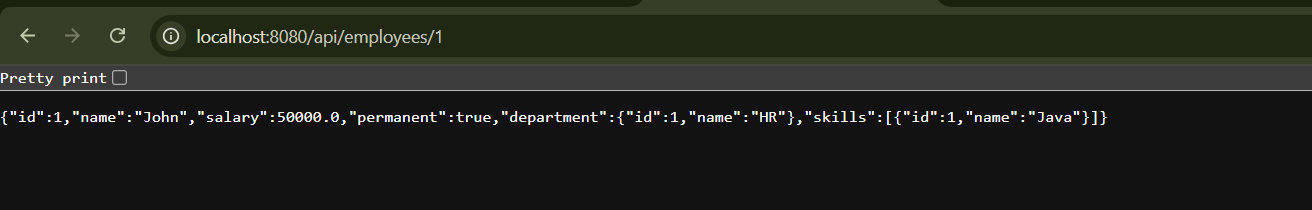 localhost:8080/api/employees/1
Pretty print
{"id":1,"name":"John","salary":50000.0,"permanent":true,"department":{"id":1,"name":"HR"},"skills":[{"id":1,"name":"Java"}]}